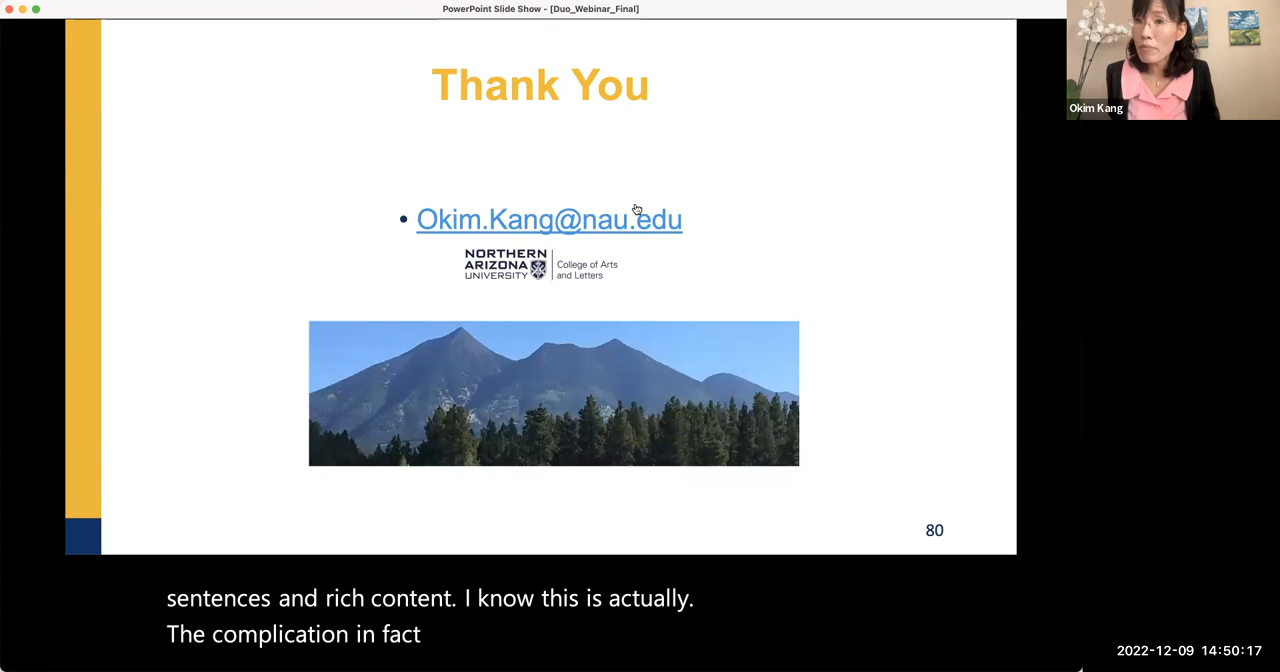 PowerPoint Slide Show - [Duo_Webinar_Final]
Thank You
• Okim.Kang@nau.edu
NORTHERN
ARIZONA
UNIVERSITY
College of Arts
and Letters
80
Okim Kang
sentences and rich content. I know this is actually.
The complication in fact
2022-12-09 14:50:17